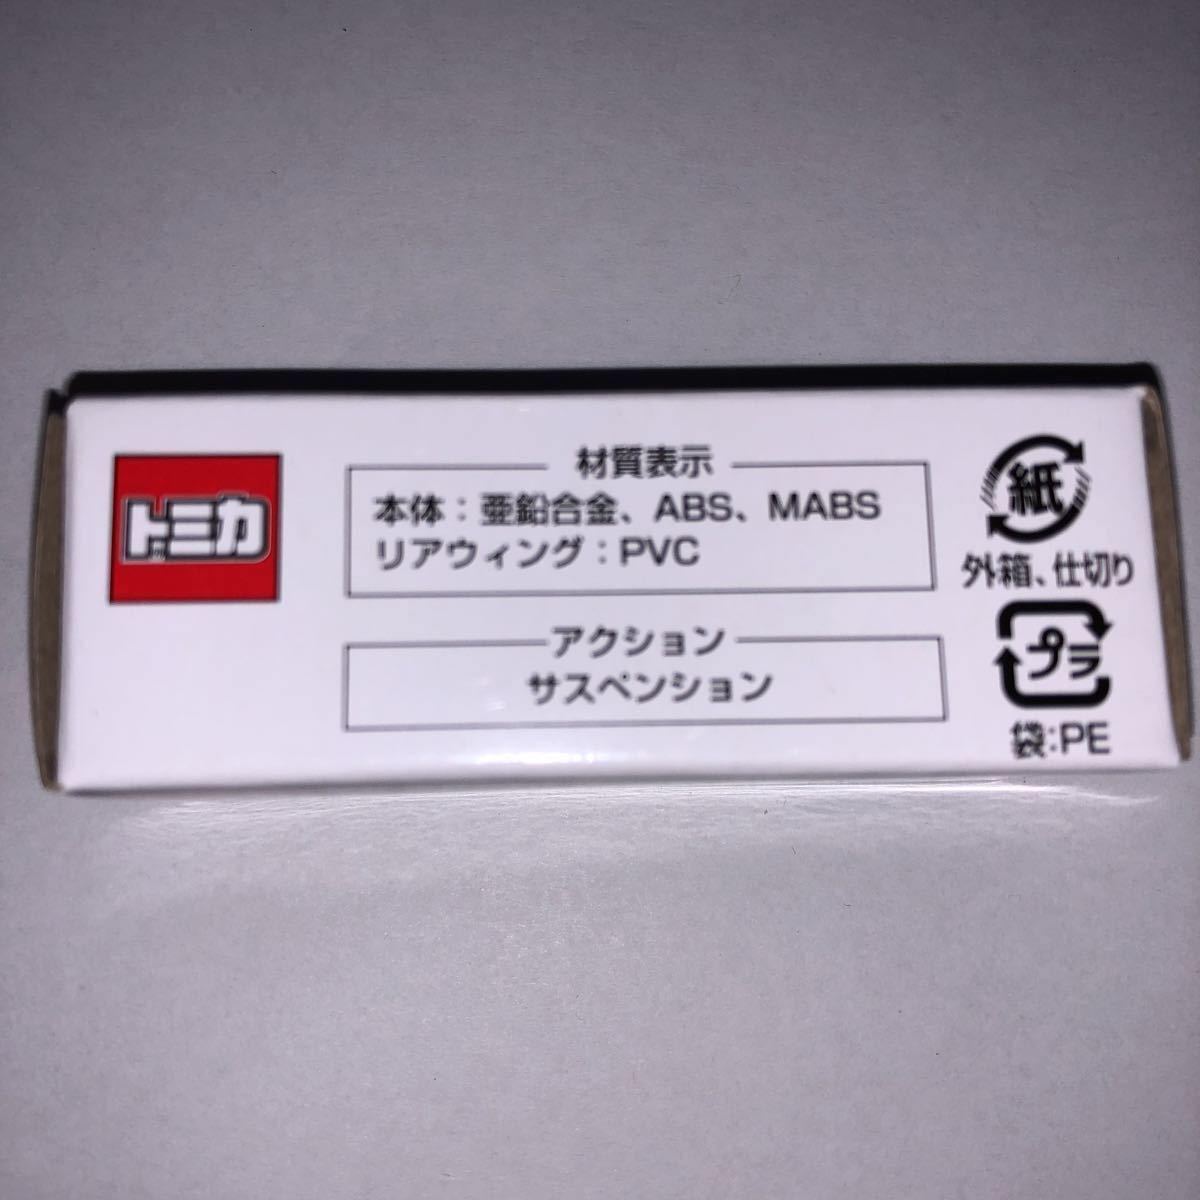 トミカ
材質表示
本体：亜鉛合金、ABS、MABS
リアウィング：PVC
アクション
サスペンション
紙
外箱、仕切り
プラ
袋：PE